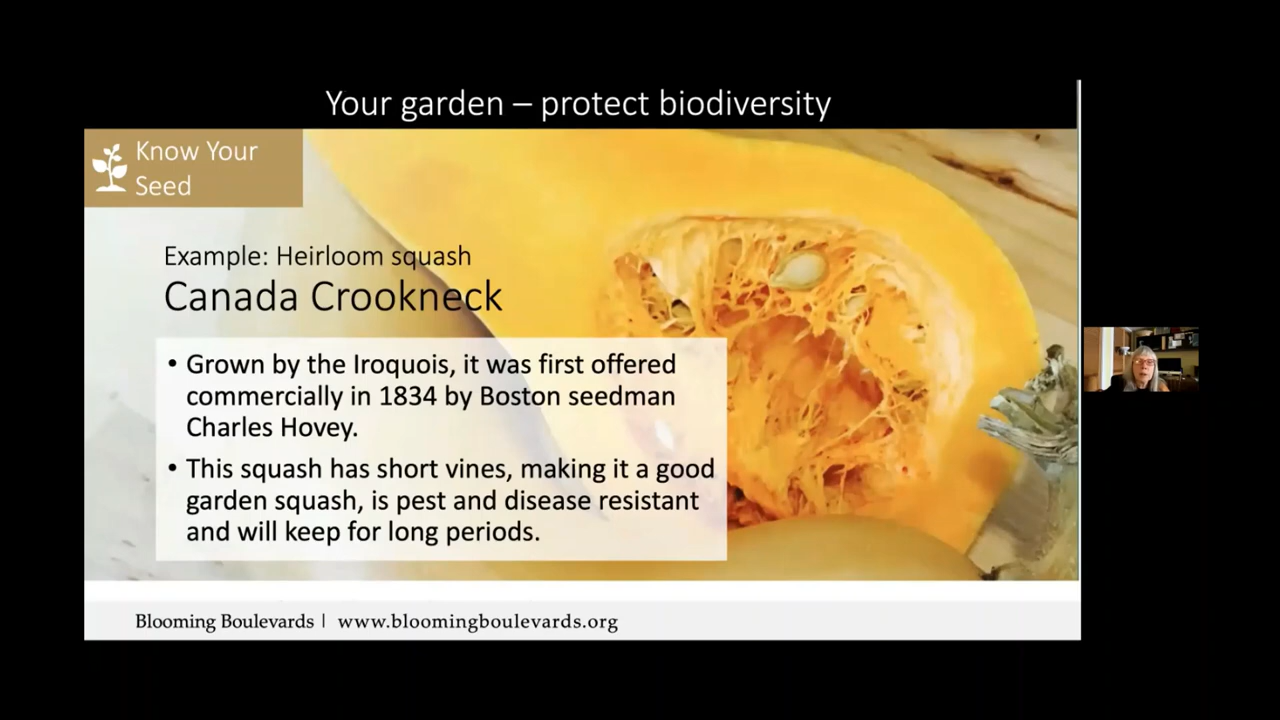 Your garden – protect biodiversity
Know Your
Seed
Example: Heirloom squash
Canada Crookneck
• Grown by the Iroquois, it was first offered
commercially in 1834 by Boston seedman
Charles Hovey.
• This squash has short vines, making it a good
garden squash, is pest and disease resistant
and will keep for long periods.
Blooming Boulevards | www.bloomingboulevards.org